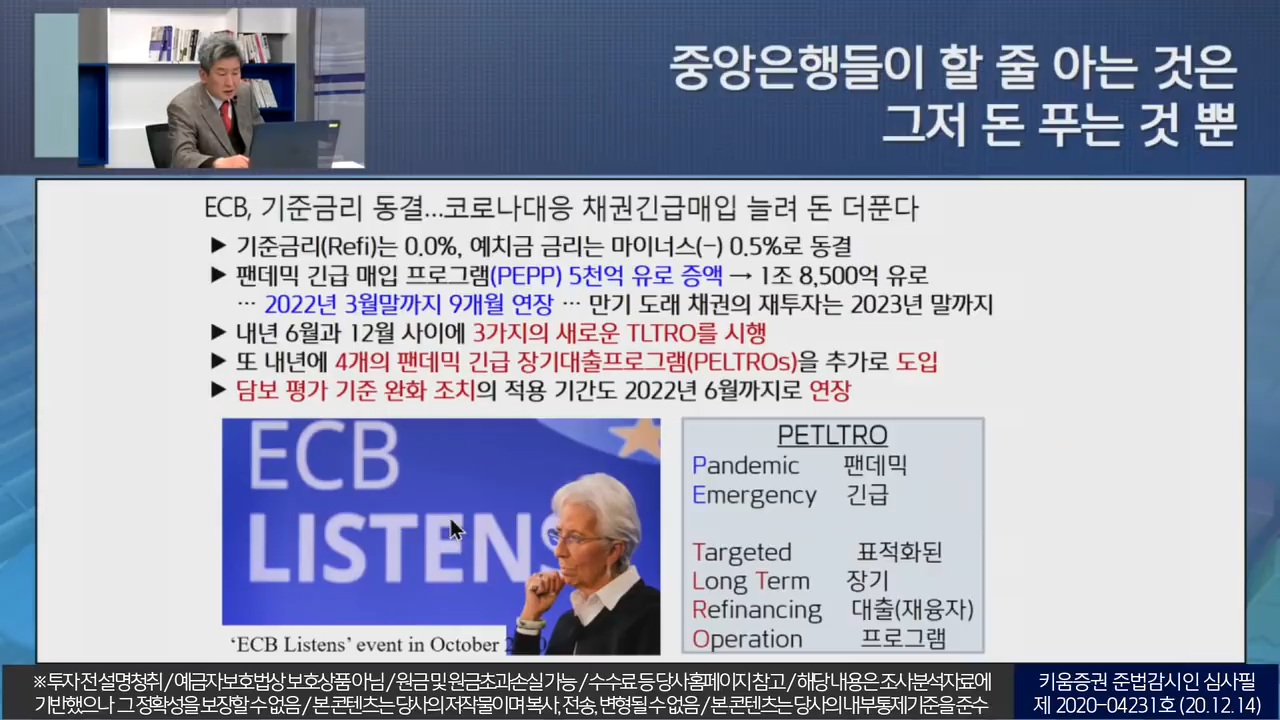 중앙은행들이 할 줄 아는 것은
그저 돈 푸는 것 뿐
ECB, 기준금리 동결...코로나대응 채권긴급매입 늘려 돈 더푼다
▶ 기준금리(Refi)는 0.0%, 예치금 금리는 마이너스(-) 0.5%로 동결
▶ 팬데믹 긴급 매입 프로그램(PEPP) 5천억 유로 증액 → 1조 8,500억 유로
… 2022년 3월말까지 9개월 연장 … 만기 도래 채권의 재투자는 2023년 말까지
▶ 내년 6월과 12월 사이에 3가지의 새로운 TLTRO를 시행
▶ 또 내년에 4개의 팬데믹 긴급 장기대출프로그램(PELTROs)을 추가로 도입
▶ 담보 평가 기준 완화 조치의 적용 기간도 2022년 6월까지로 연장
ECB
LISTENS
‘ECB Listens’ event in October
PETLTRO
Pandemic 팬데믹
Emergency 긴급
Targeted 표적화된
Long Term 장기
Refinancing 대출(재융자)
Operation 프로그램
※ 투자 전 설명청취 / 예금자보호법상 보호상품 아님 / 원금 및 원금초과손실 가능 / 수수료 등 당사홈페이지 참고 / 해당 내용은 조사분석자료에
기반했으나 그 정확성을 보장할 수 없음 / 본 콘텐츠는 당사의 저작물이며 복사, 전송, 변형될 수 없음 / 본 콘텐츠는 당사의 내부통제기준을 준수
키움증권 준법감시인 심사필
제 2020-04231호 (20.12.14)